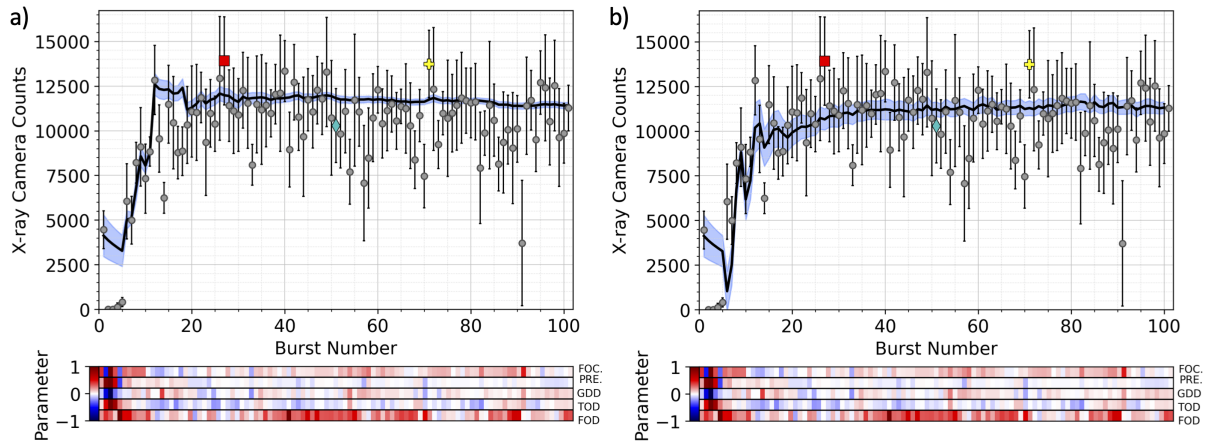 a)
X-ray Camera Counts
15000
12500
10000
7500
5000
2500
0
0 20 40 60 80 100
Burst Number
Parameter
1
0
−1
FOC.
PRE.
GDD
TOD
FOD
b)
X-ray Camera Counts
15000
12500
10000
7500
5000
2500
0
0 20 40 60 80 100
Burst Number
Parameter
1
0
−1
FOC.
PRE.
GDD
TOD
FOD